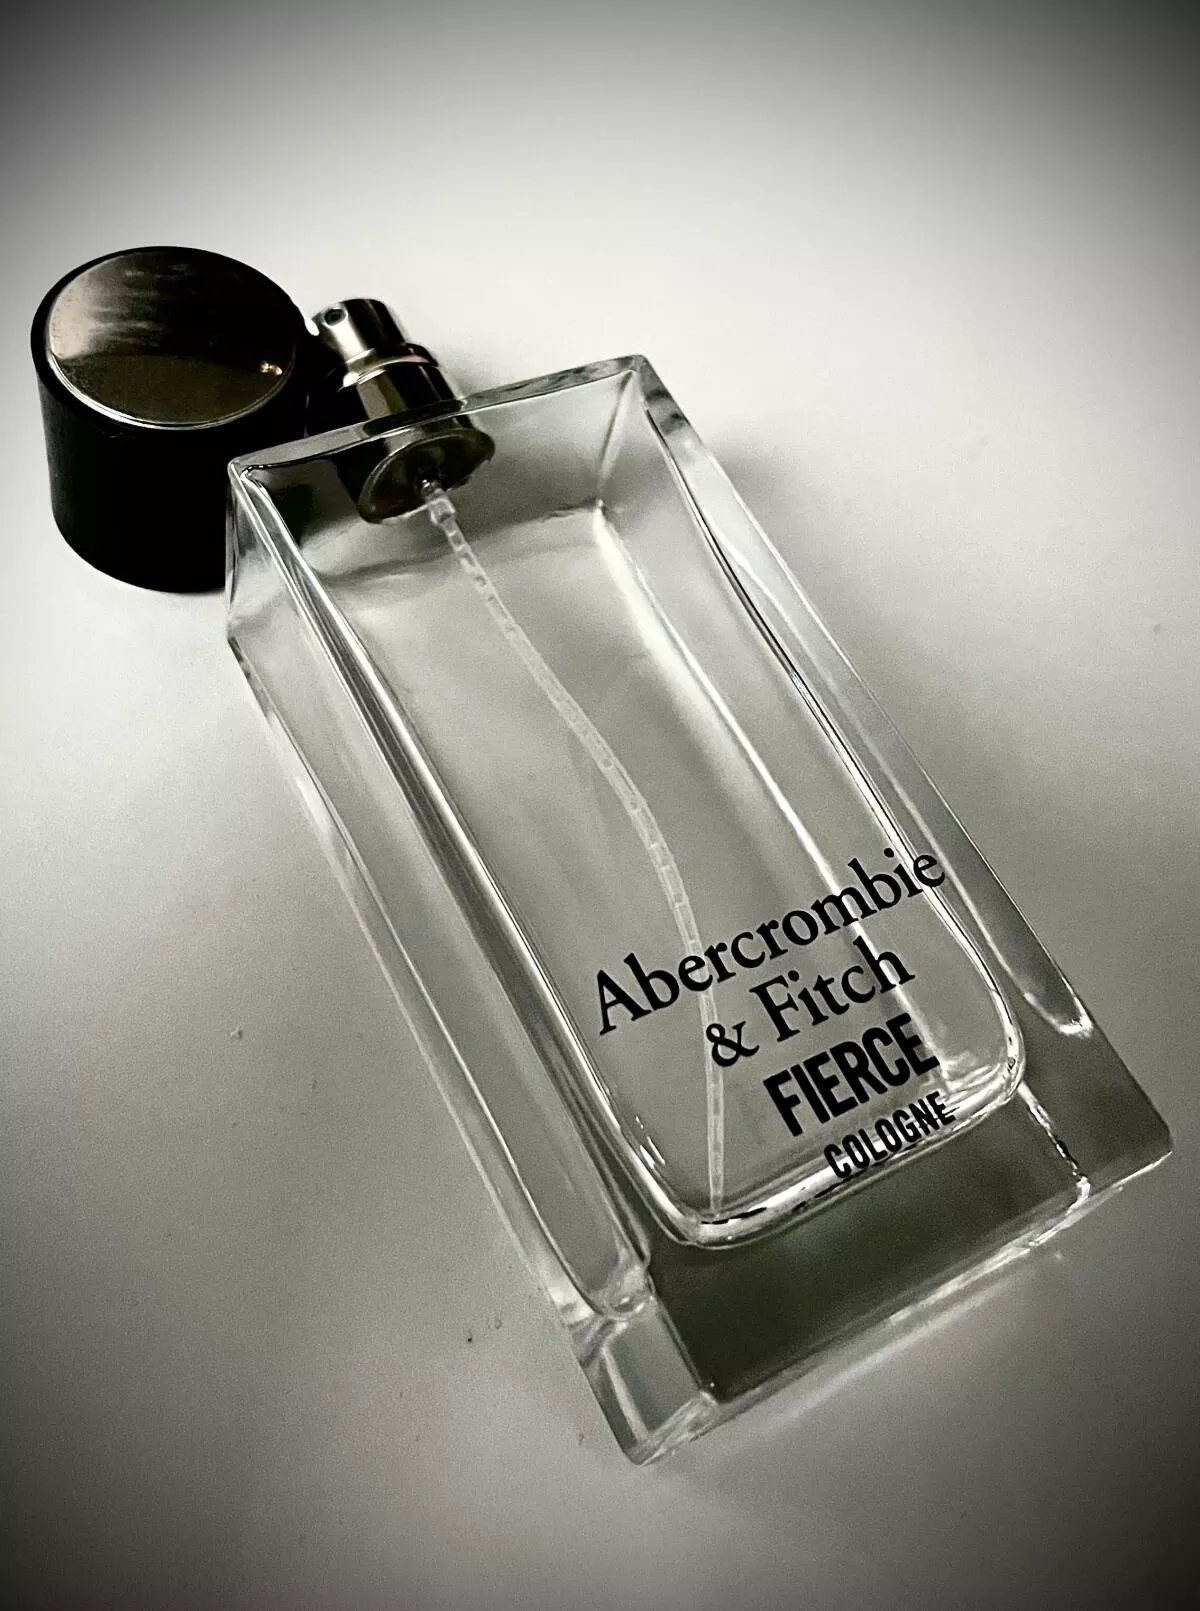 Abercrombie
& Fitch
FIERCE
COLOGNE